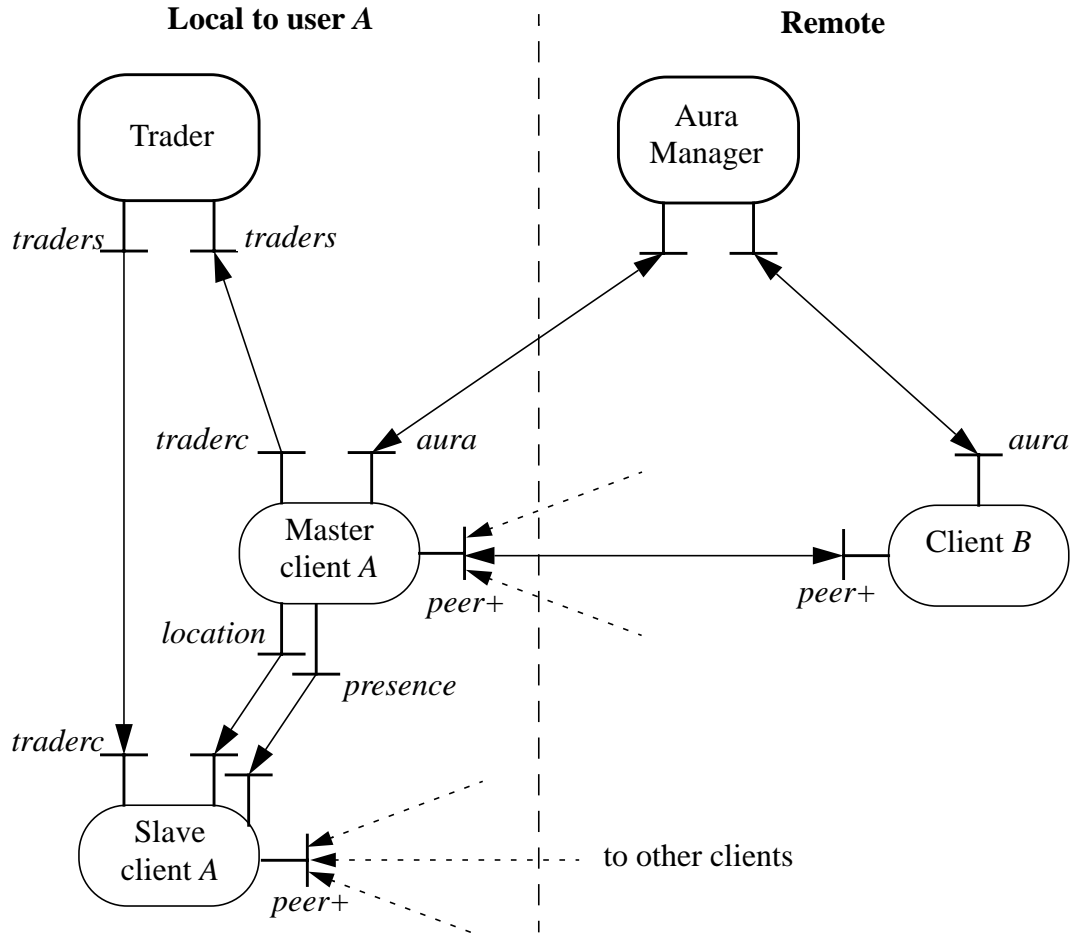 Local to user A
Remote
Trader
Aura
Manager
traders
traders
traderc
aura
aura
Master
client A
Client B
peer+
peer+
location
presence
traderc
Slave
client A
to other clients
peer+